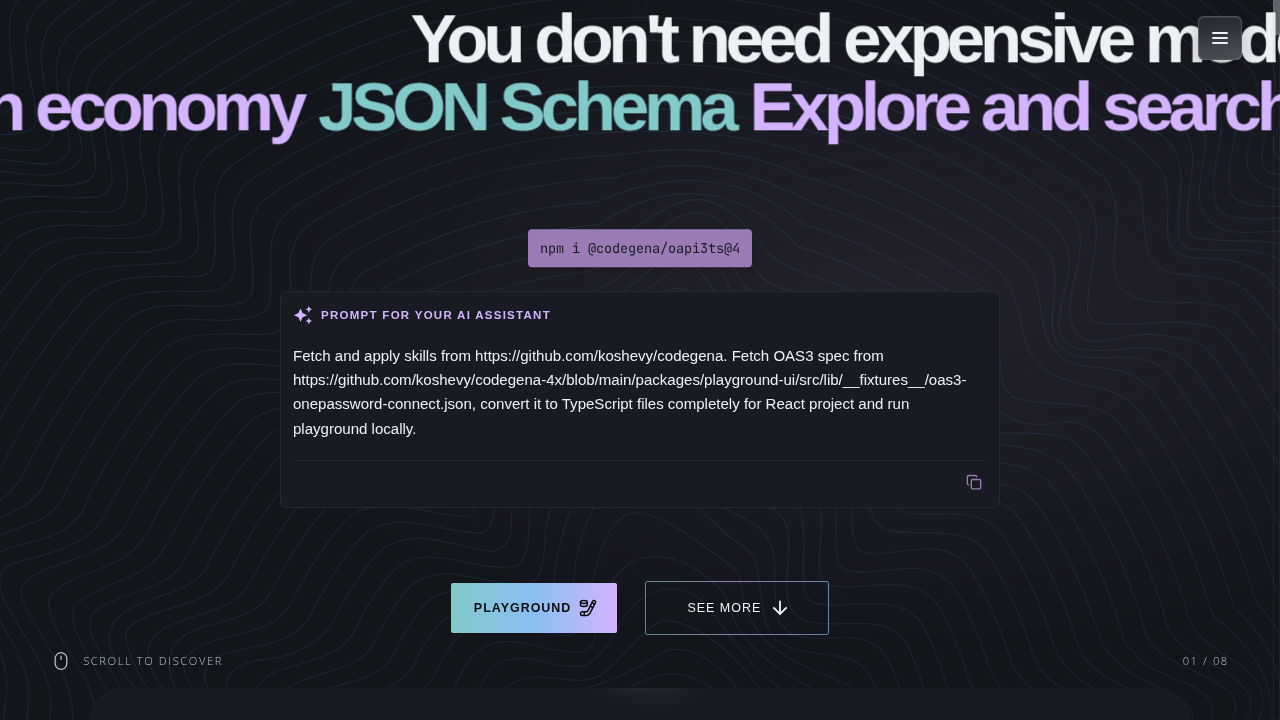 You don't need expensive
economy JSON Schema Explore and search
npm i @codegena/oapi3ts@4
PROMPT FOR YOUR AI ASSISTANT
Fetch and apply skills from https://github.com/koshevy/codegena. Fetch OAS3 spec from
https://github.com/koshevy/codegena-4x/blob/main/packages/playground-ui/src/lib/__fixtures__/oas3-
onepassword-connect.json, convert it to TypeScript files completely for React project and run
playground locally.
PLAYGROUND
SEE MORE
SCROLL TO DISCOVER
01 / 08